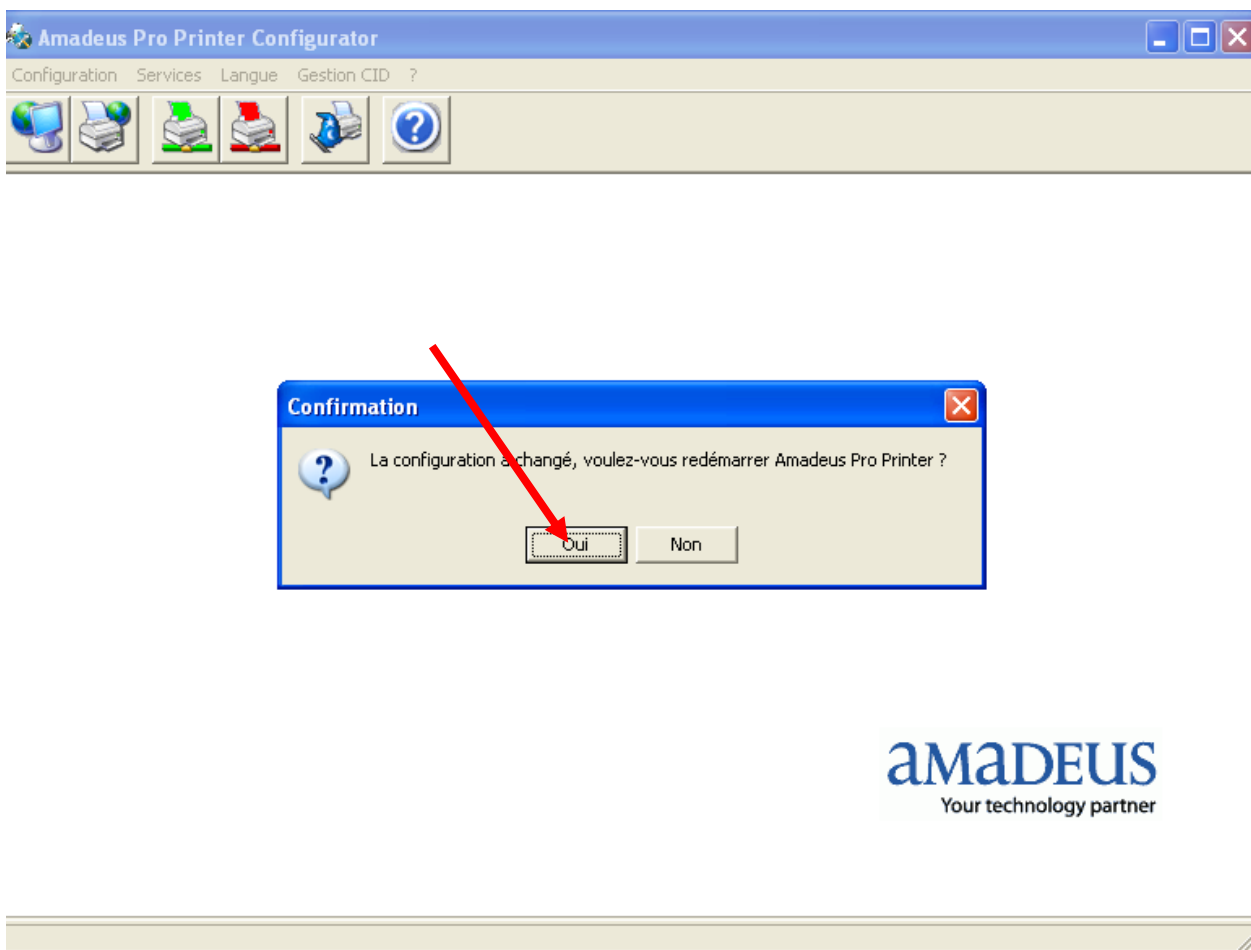 Amadeus Pro Printer Configurator
Configuration Services Langue Gestion CID ?
Confirmation
La configuration a changé, voulez-vous redémarrer Amadeus Pro Printer ?
Oui Non
aMaDEUS
Your technology partner